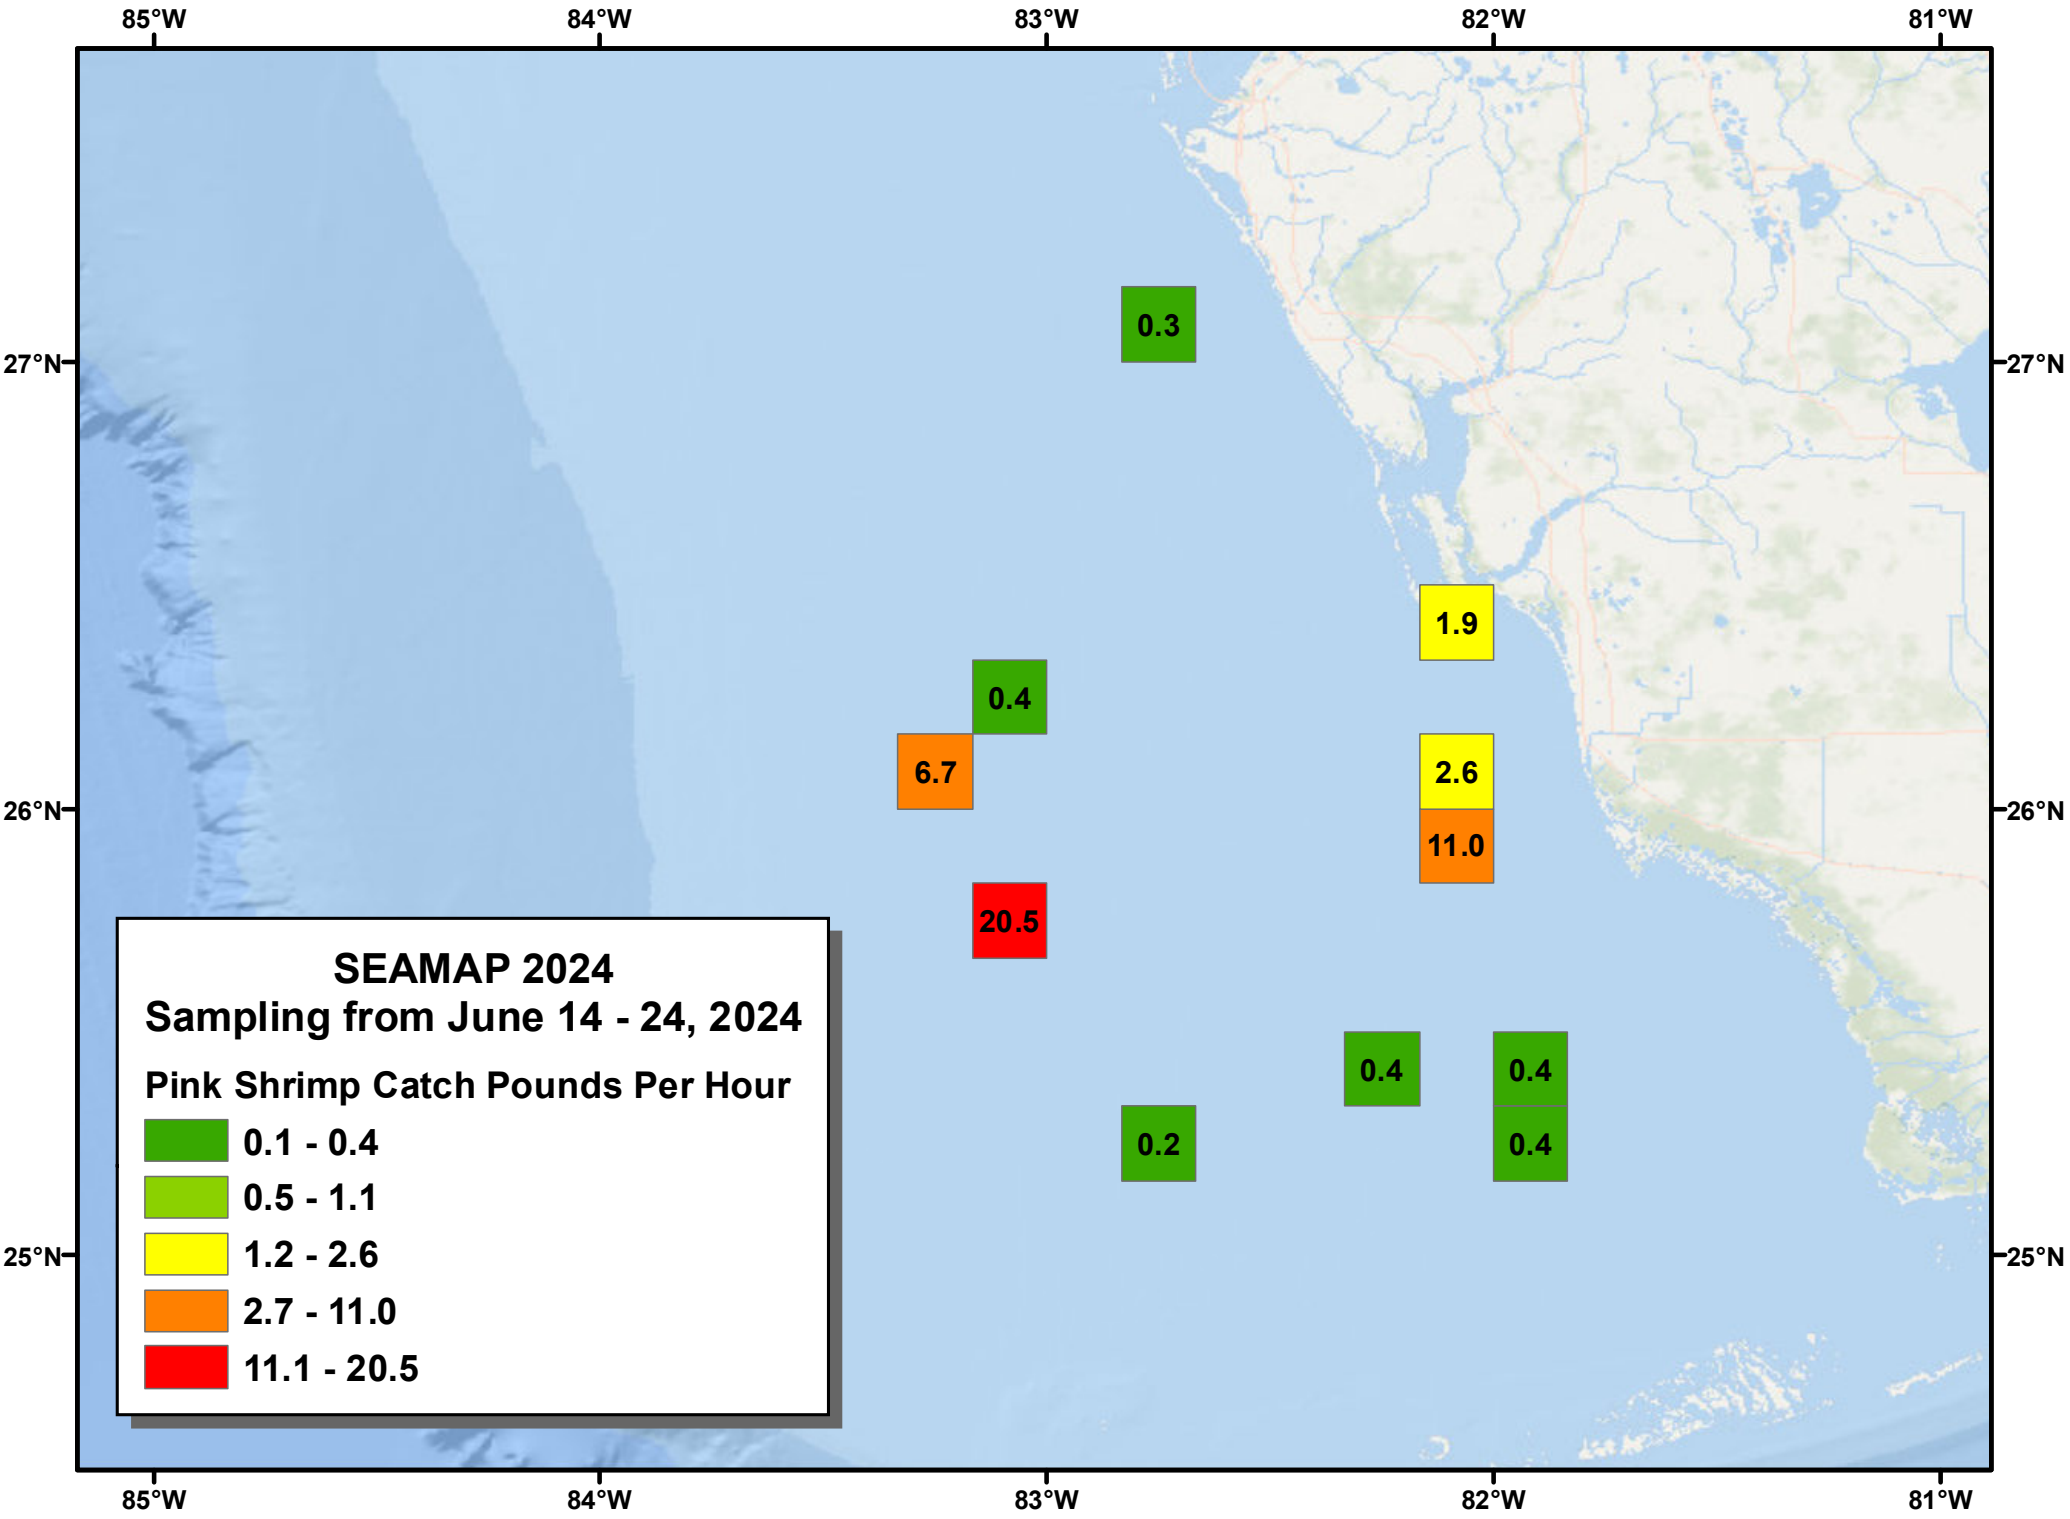 85°W 84°W 83°W 82°W 81°W
0.3
27°N 27°N
1.9
0.4
6.7 2.6
26°N 26°N
11.0
20.5
SEAMAP 2024
Sampling from June 14 - 24, 2024
0.4 0.4
Pink Shrimp Catch Pounds Per Hour
0.2 0.4
0.1 - 0.4
0.5 - 1.1
1.2 - 2.6
25°N 25°N
2.7 - 11.0
11.1 - 20.5
85°W 84°W 83°W 82°W 81°W